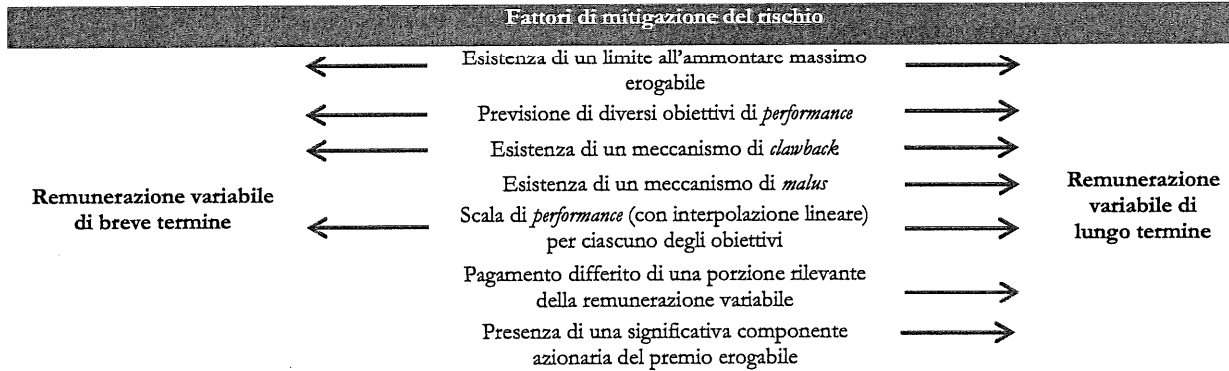 Fattori di mitigazione del rischio
Esistenza di un limite all'ammontare massimo
erogabile
Previsione di diversi obiettivi di performance
Esistenza di un meccanismo di clawback
Esistenza di un meccanismo di malus
Remunerazione variabile
di breve termine
Scala di performance (con interpolazione lineare)
per ciascuno degli obiettivi
Remunerazione
variabile di
lungo termine
Pagamento differito di una porzione rilevante
della remunerazione variabile
Presenza di una significativa componente
azionaria del premio erogabile